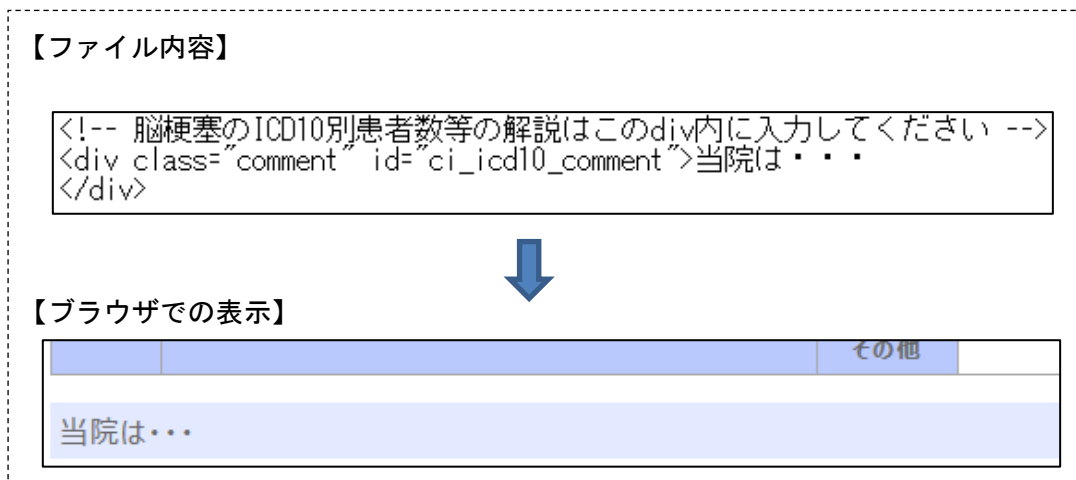 【ファイル内容】
<!-- 脳梗塞のICD10別患者数等の解説はこのdiv内に入力してください -->
<div class="comment" id="ci_icd10_comment">当院は・・・
</div>
【ブラウザでの表示】
その他
当院は・・・